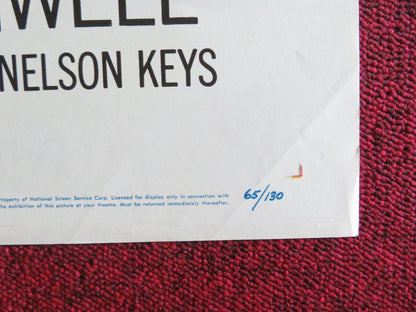 WELL
NELSON KEYS
Property of National Screen Service Corp. Licensed for display only in connection with
the exhibition of this picture at your theatre. Must be returned immediately thereafter.
65/130